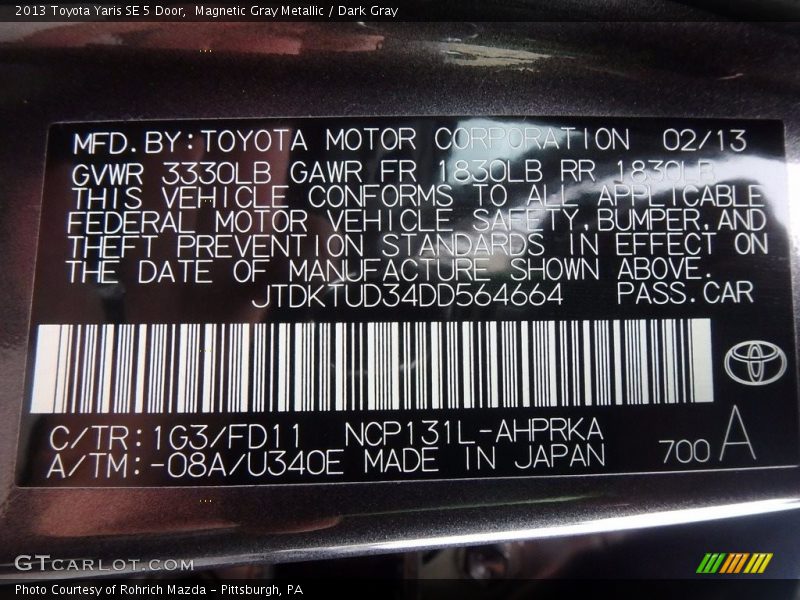 2013 Toyota Yaris SE 5 Door,  Magnetic Gray Metallic / Dark Gray
MFD.BY:TOYOTA MOTOR CORPORATION 02/13
GVWR 3330LB GAWR FR 1830LB RR 1830LB
THIS VEHICLE CONFORMS TO ALL APPLICABLE
FEDERAL MOTOR VEHICLE SAFETY,BUMPER,AND
THEFT PREVENTION STANDARDS IN EFFECT ON
THE DATE OF MANUFACTURE SHOWN ABOVE.
JTDKTUD34DD564664 PASS.CAR
C/TR:1G3/FD11 NCP131L-AHPRKA
A/TM:-08A/U340E MADE IN JAPAN 700 A
GTCARLOT.COM
Photo Courtesy of Rohrich Mazda - Pittsburgh, PA